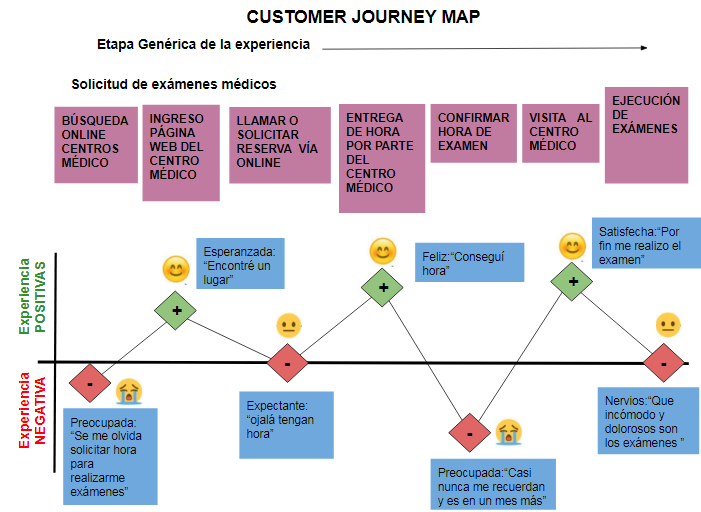 CUSTOMER JOURNEY MAP
Etapa Genérica de la experiencia
Solicitud de exámenes médicos
BÚSQUEDA
ONLINE
CENTROS
MÉDICO
INGRESO
PÁGINA
WEB DEL
CENTRO
MÉDICO
LLAMAR O
SOLICITAR
RESERVA VÍA
ONLINE
ENTREGA
DE HORA
POR PARTE
DEL
CENTRO
MÉDICO
CONFIRMAR
HORA DE
EXAMEN
VISITA AL
CENTRO
MÉDICO
EJECUCIÓN
DE
EXÁMENES
Experiencia
POSITIVAS
Experiencia
NEGATIVA
Esperanzada:
“Encontré un
lugar”
Feliz:“Conseguí
hora”
Satisfecha:“Por
fin me realizo el
examen”
+
+
+
-
-
-
-
Preocupada:
“Se me olvida
solicitar hora
para
realizarme
exámenes”
Expectante:
“ojalá tengan
hora”
Preocupada:“Casi
nunca me recuerdan
y es en un mes más”
Nervios:“Que
incómodo y
dolorosos son
los exámenes ”